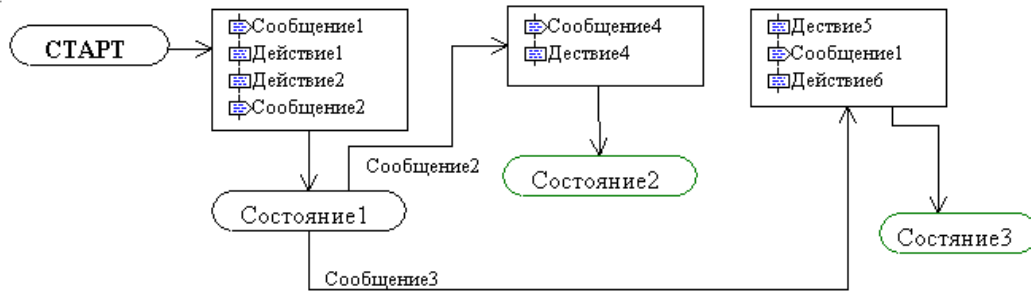 СТАРТ
Сообщение1
Действие1
Действие2
Сообщение2
Сообщение4
Дествие4
Дествие5
Сообщение1
Действие6
Сообщение2
Состояние1
Состояние2
Состяние3
Сообщение3